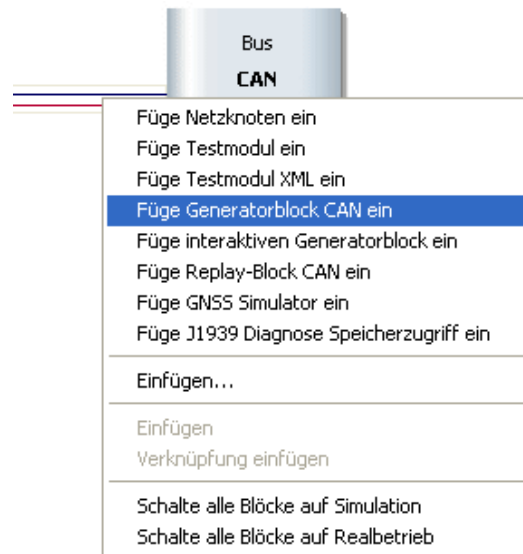 Bus
CAN
Füge Netzknoten ein
Füge Testmodul ein
Füge Testmodul XML ein
Füge Generatorblock CAN ein
Füge interaktiven Generatorblock ein
Füge Replay-Block CAN ein
Füge GNSS Simulator ein
Füge J1939 Diagnose Speicherzugriff ein
Einfügen...
Einfügen
Verknüpfung einfügen
Schalte alle Blöcke auf Simulation
Schalte alle Blöcke auf Realbetrieb